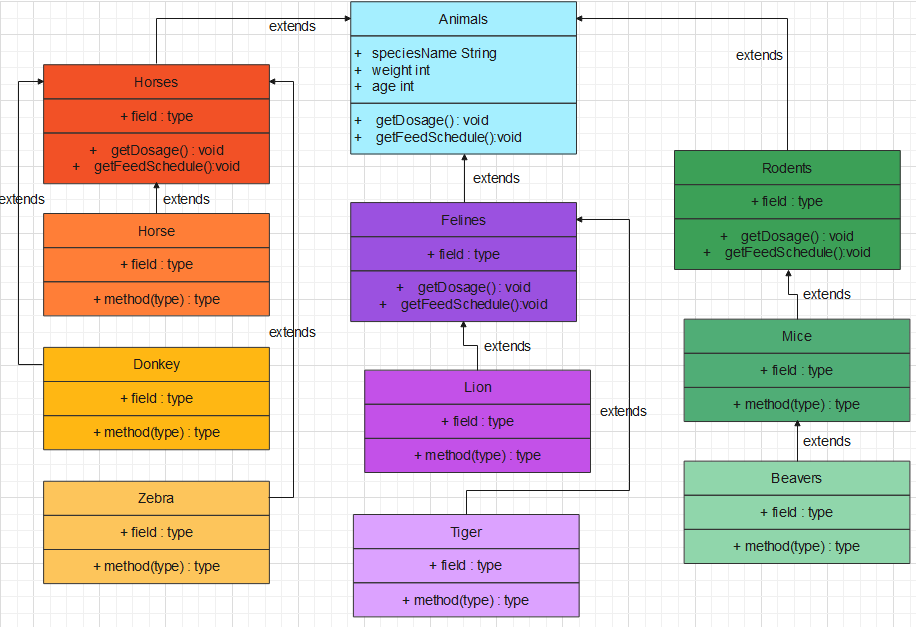 Animals
+ speciesName String
+ weight int
+ age int
+ getDosage() : void
+ getFeedSchedule():void
extends
extends
Horses
+ field : type
+ getDosage() : void
+ getFeedSchedule():void
extends
extends
Horse
+ field : type
+ method(type) : type
extends
Donkey
+ field : type
+ method(type) : type
Zebra
+ field : type
+ method(type) : type
extends
Felines
+ field : type
+ getDosage() : void
+ getFeedSchedule():void
extends
Lion
+ field : type
+ method(type) : type
extends
Tiger
+ field : type
+ method(type) : type
Rodents
+ field : type
+ getDosage() : void
+ getFeedSchedule():void
extends
Mice
+ field : type
+ method(type) : type
extends
Beavers
+ field : type
+ method(type) : type